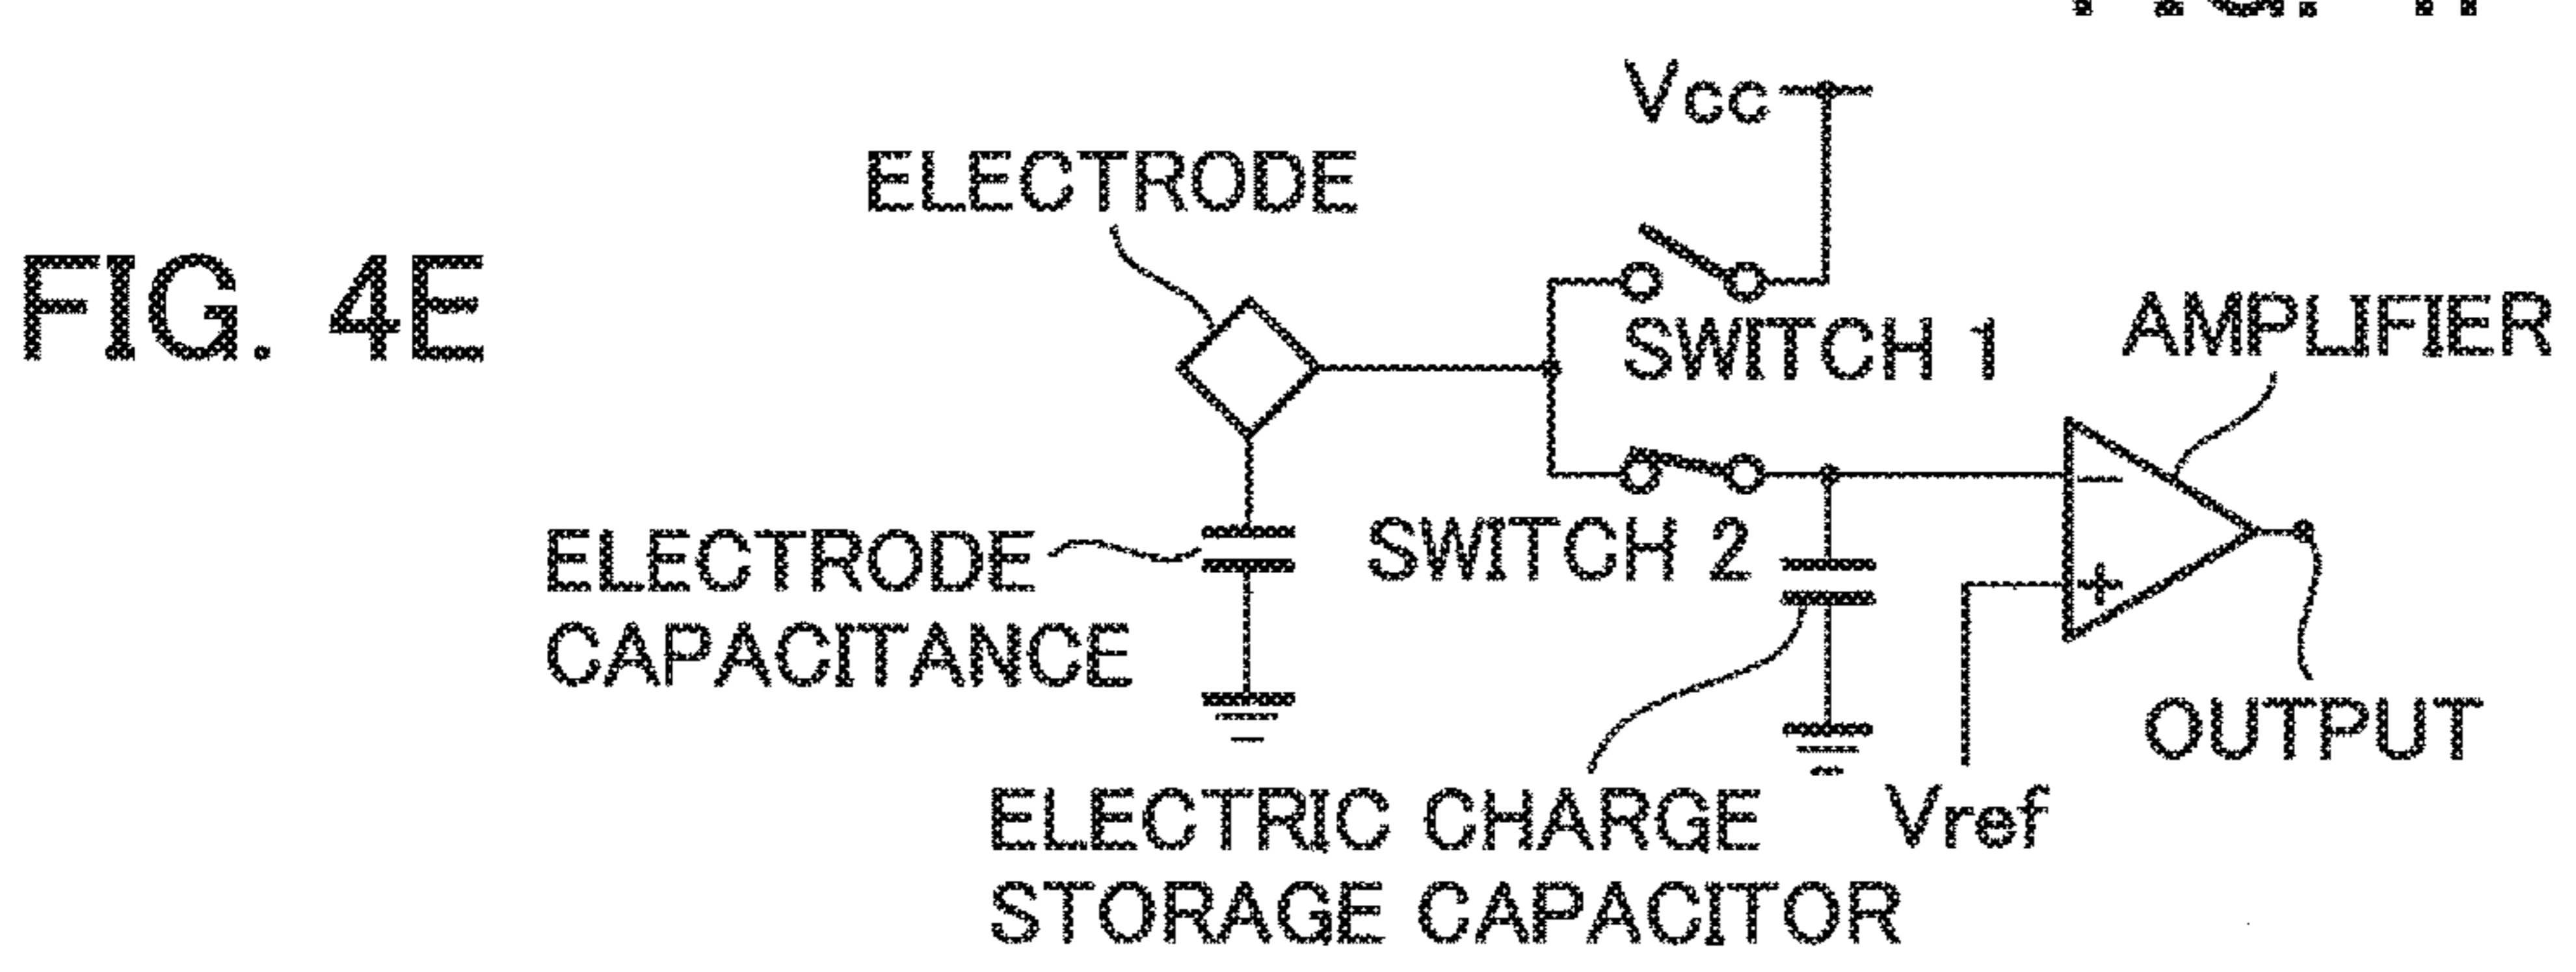 Vcc
ELECTRODE
FIG. 4E
SWITCH 1
AMPLIFIER
−
ELECTRODE
CAPACITANCE
SWITCH 2
+
OUTPUT
ELECTRIC CHARGE
STORAGE CAPACITOR
Vref